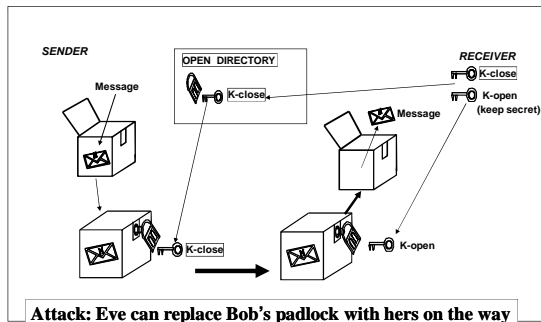 SENDER
OPEN DIRECTORY
RECEIVER
K-close
K-close
K-open
(keep secret)
Message
Message
K-close
K-open
Attack: Eve can replace Bob's padlock with hers on the way